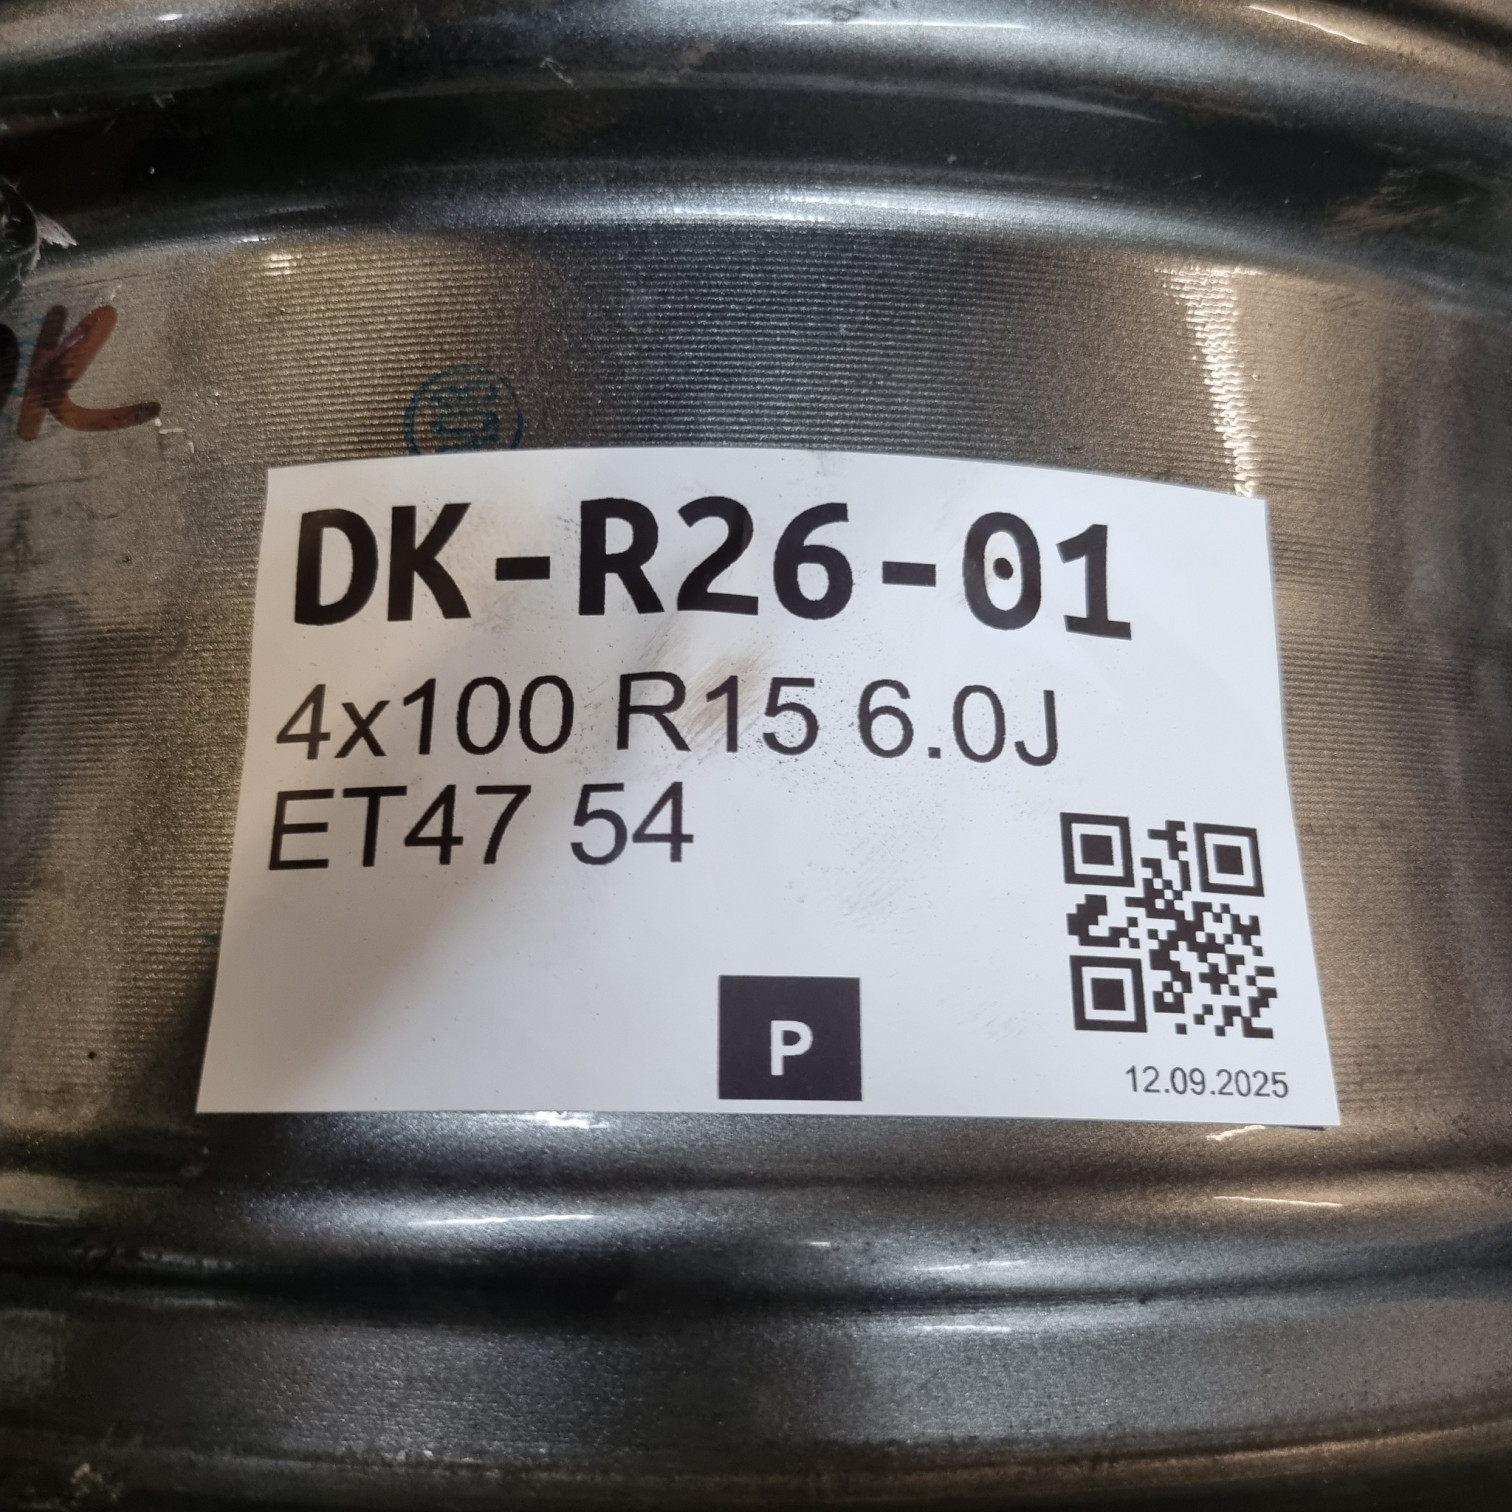 DK-R26-01
4x100 R15 6.0J
ET47 54
P
12.09.2025